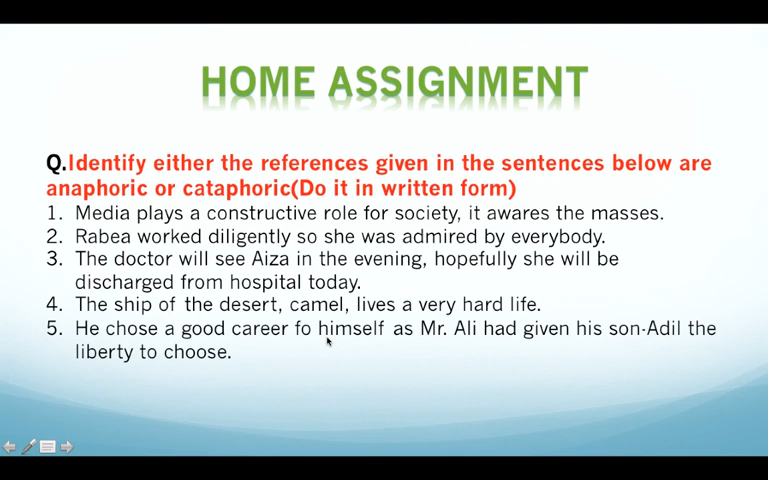 HOME ASSIGNMENT
Q.Identify either the references given in the sentences below are
anaphoric or cataphoric(Do it in written form)
1. Media plays a constructive role for society, it awares the masses.
2. Rabea worked diligently so she was admired by everybody.
3. The doctor will see Aiza in the evening, hopefully she will be
discharged from hospital today.
4. The ship of the desert, camel, lives a very hard life.
5. He chose a good career fo himself as Mr. Ali had given his son-Adil the
liberty to choose.